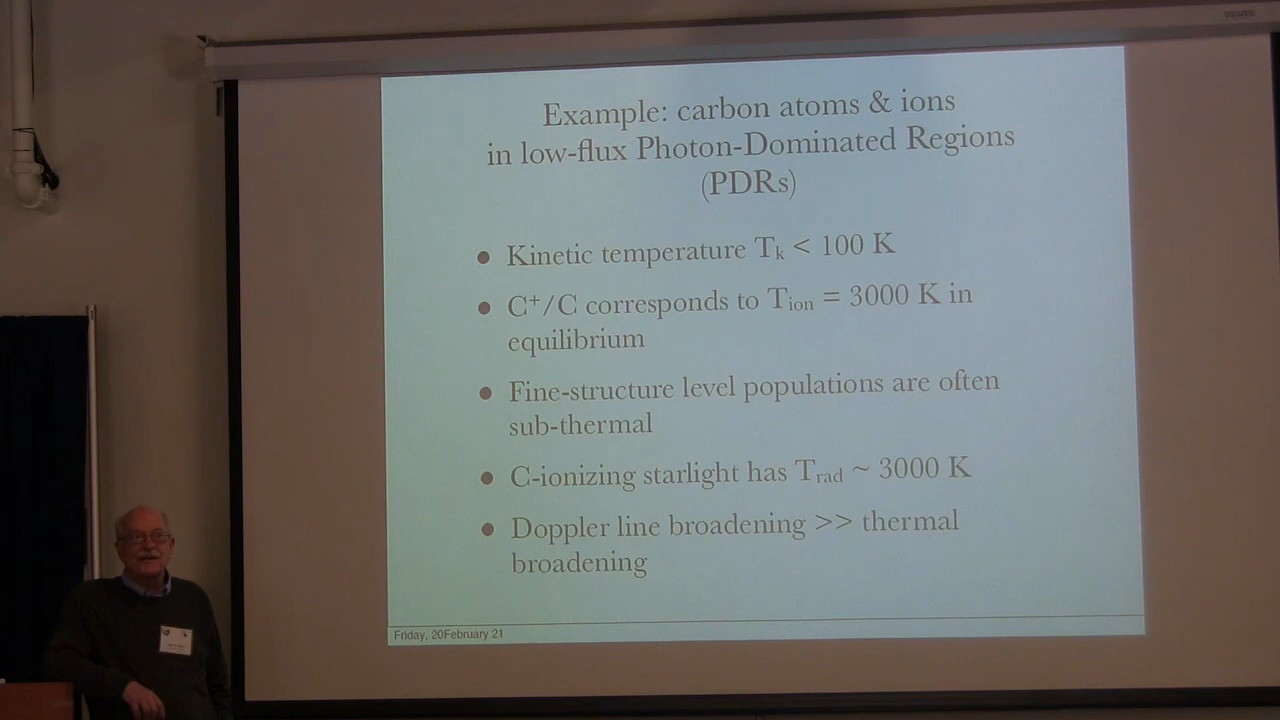 Example: carbon atoms & ions
in low-flux Photon-Dominated Regions
(PDRs)
• Kinetic temperature Tk < 100 K
• C+/C corresponds to Tion = 3000 K in
equilibrium
• Fine-structure level populations are often
sub-thermal
• C-ionizing starlight has Trad ~ 3000 K
• Doppler line broadening >> thermal
broadening
Friday, 20February 21